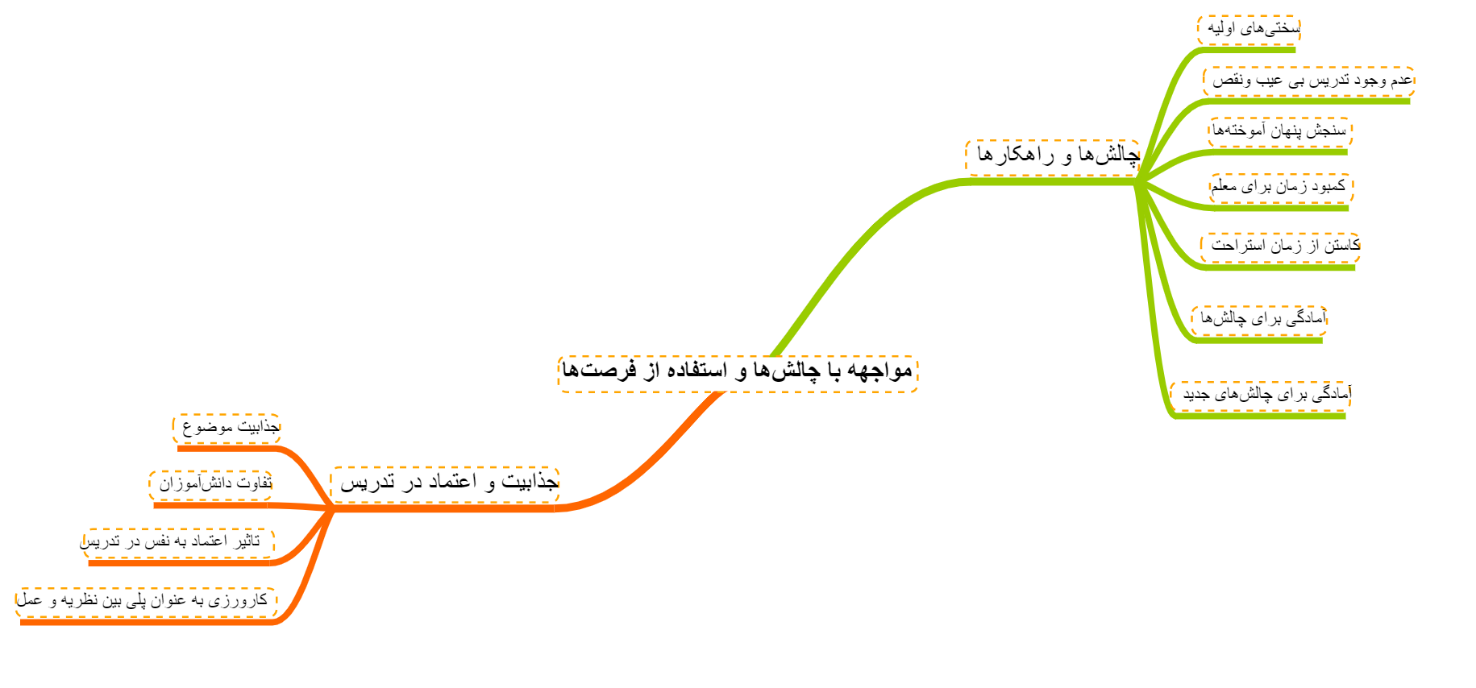 مواجهه با چالش‌ها و استفاده از فرصت‌ها
چالش‌ها و راهکارها
سختی‌های اولیه
عدم وجود تدریس بی عیب ونقص
سنجش پنهان آموخته‌ها
کمبود زمان برای معلم
کاستن از زمان استراحت
آمادگی برای چالش‌ها
آمادگی برای چالش‌های جدید
جذابیت و اعتماد در تدریس
جذابیت موضوع
تفاوت دانش‌آموزان
تاثیر اعتماد به نفس در تدریس
کارورزی به عنوان پلی بین نظریه و عمل